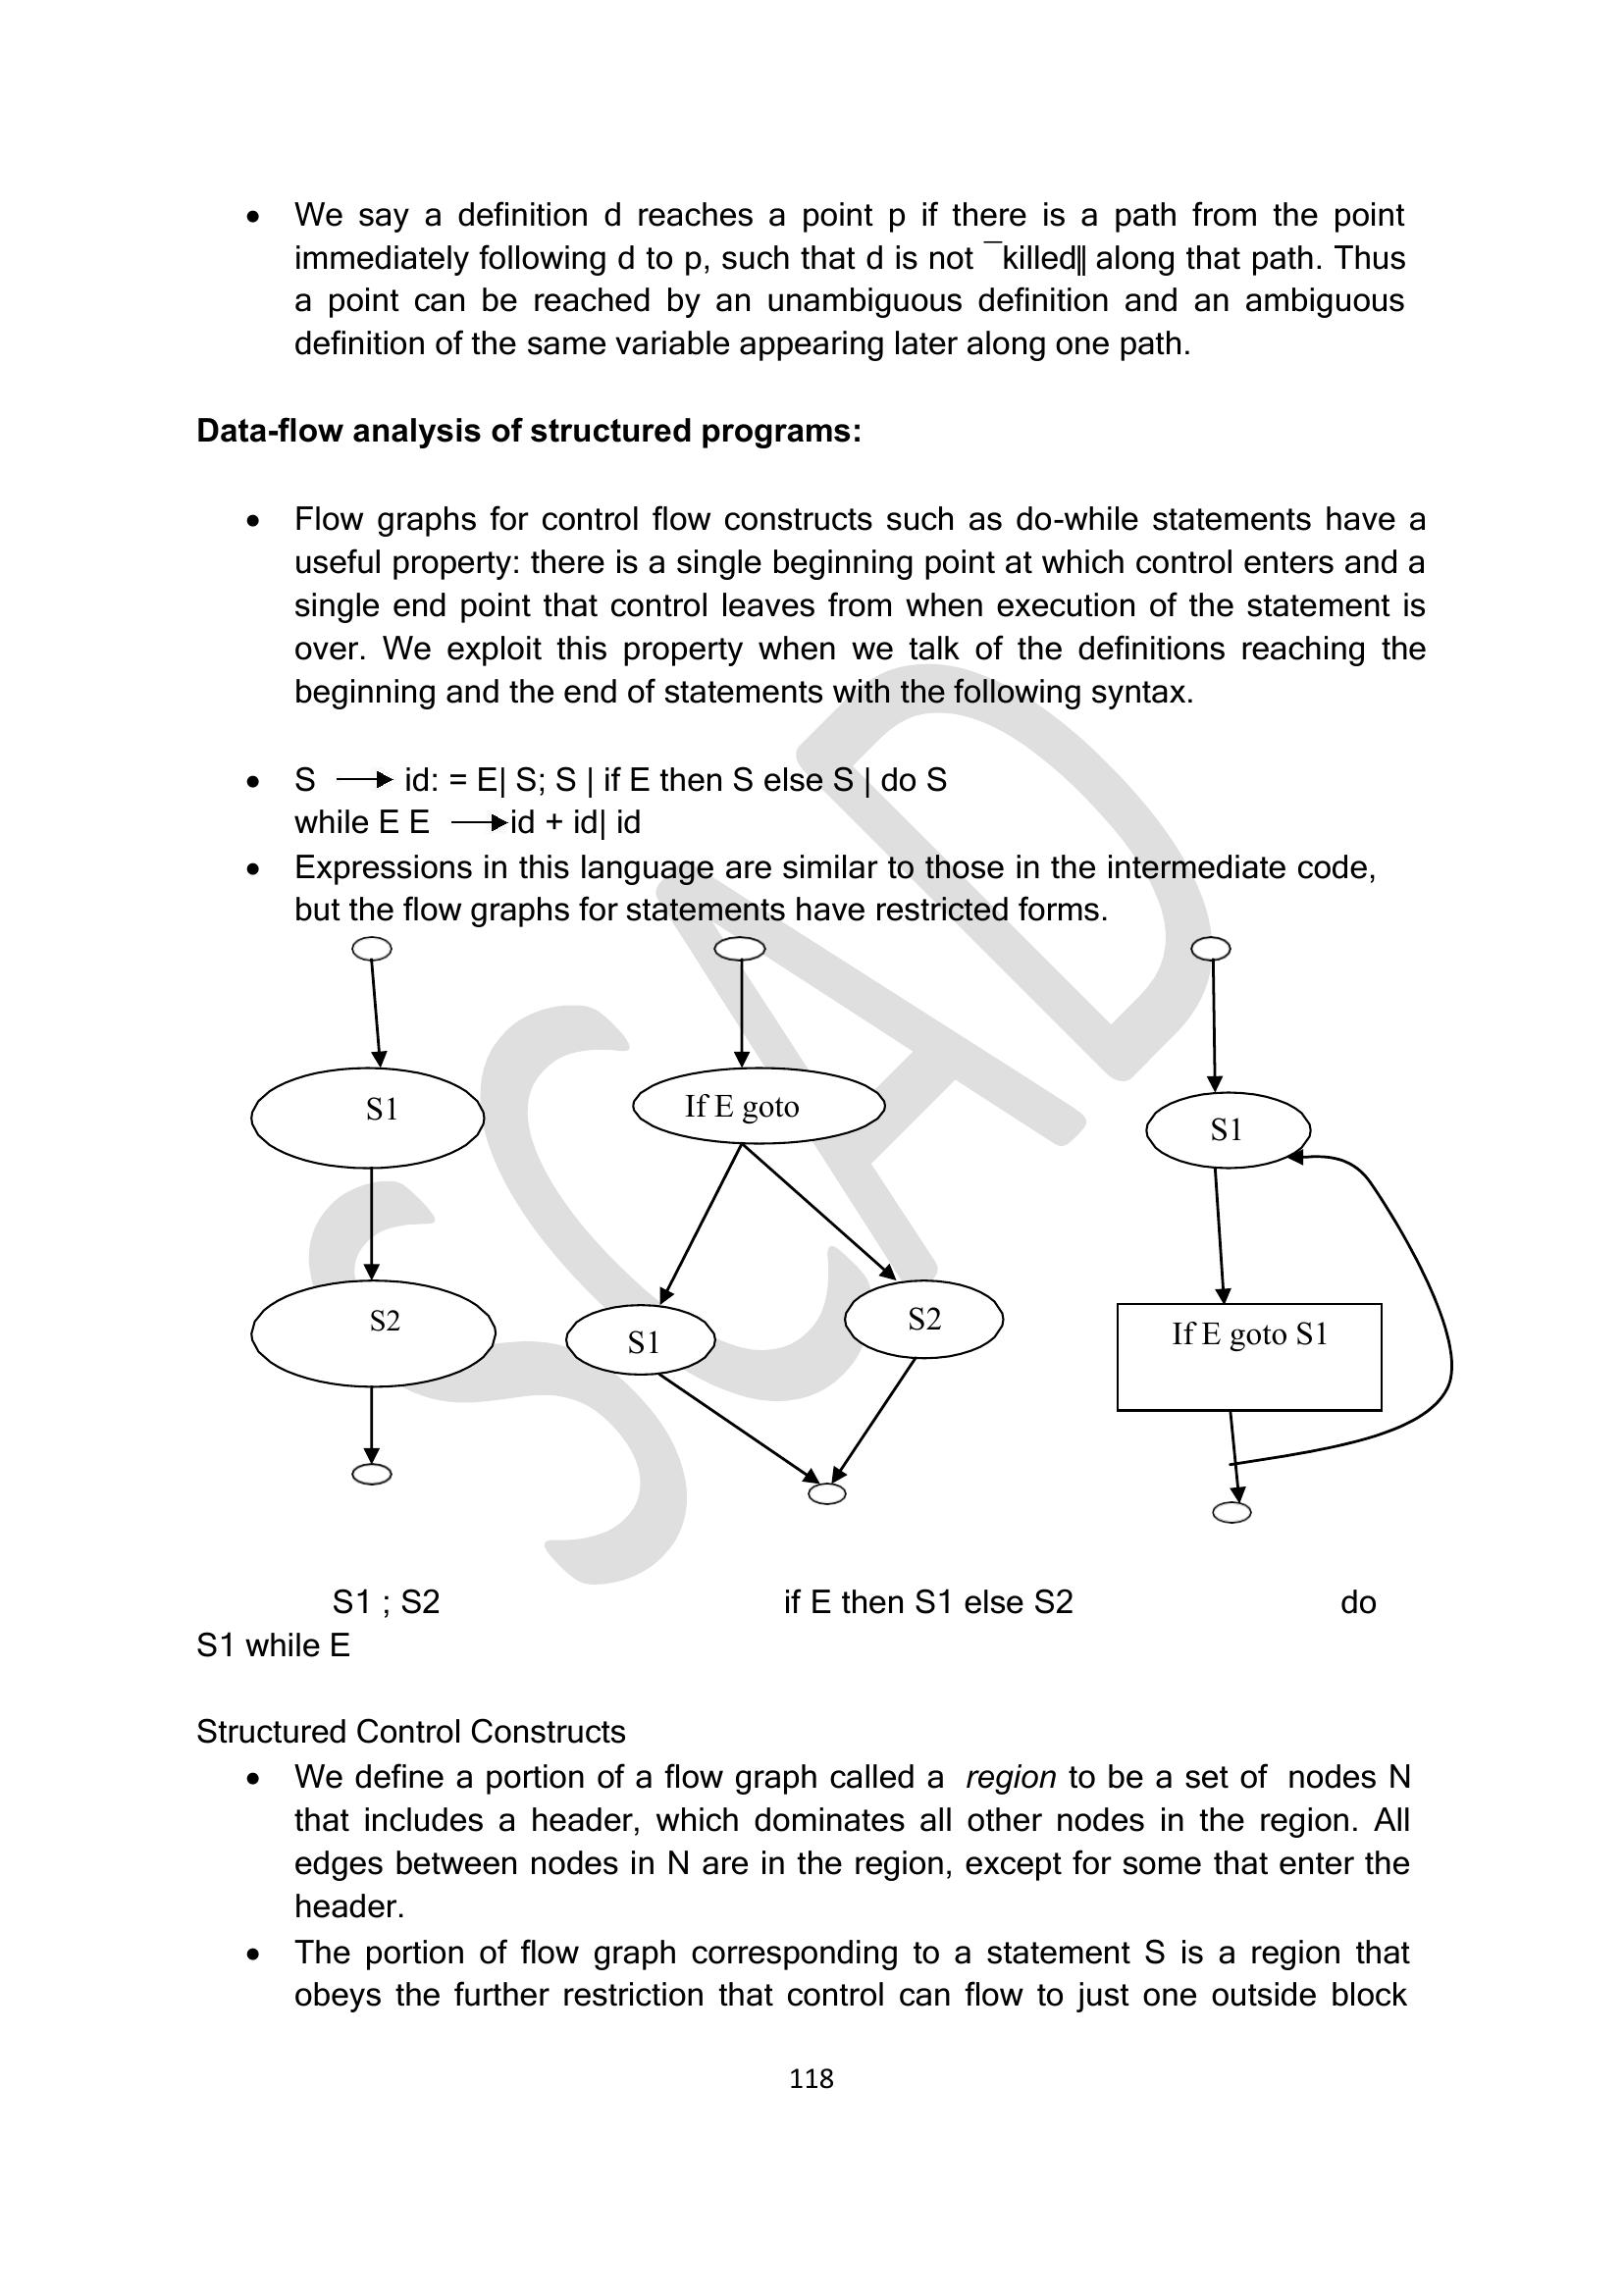 • We say a definition d reaches a point p if there is a path from the point
immediately following d to p, such that d is not ¯killed‖ along that path. Thus
a point can be reached by an unambiguous definition and an ambiguous
definition of the same variable appearing later along one path.
Data-flow analysis of structured programs:
• Flow graphs for control flow constructs such as do-while statements have a
useful property: there is a single beginning point at which control enters and a
single end point that control leaves from when execution of the statement is
over. We exploit this property when we talk of the definitions reaching the
beginning and the end of statements with the following syntax.
• S → id: = E| S; S | if E then S else S | do S
while E E → id + id| id
• Expressions in this language are similar to those in the intermediate code,
but the flow graphs for statements have restricted forms.
S1
S2
If E goto
S1
S2
S1
If E goto S1
S1 ; S2 if E then S1 else S2 do
S1 while E
Structured Control Constructs
• We define a portion of a flow graph called a region to be a set of nodes N
that includes a header, which dominates all other nodes in the region. All
edges between nodes in N are in the region, except for some that enter the
header.
• The portion of flow graph corresponding to a statement S is a region that
obeys the further restriction that control can flow to just one outside block
118
SCAD